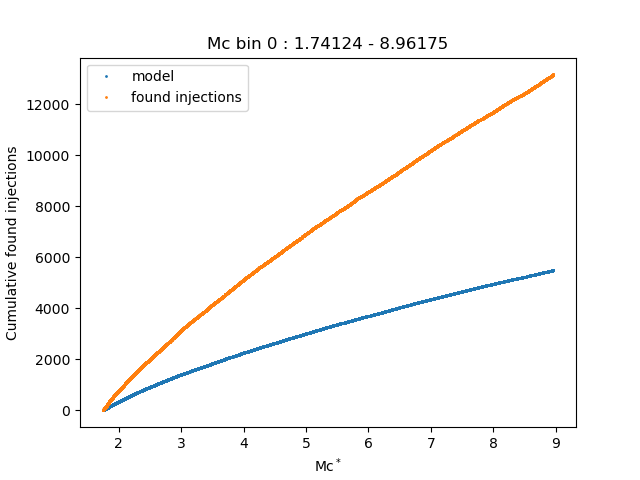 Mc bin 0 : 1.74124 - 8.96175
model
found injections
Cumulative found injections
12000
10000
8000
6000
4000
2000
0
2 3 4 5 6 7 8 9
Mc*